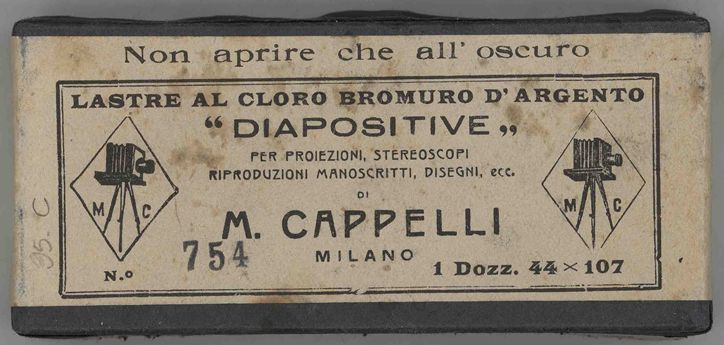 Non aprire che all' oscuro
LASTRE AL CLORO BROMURO D'ARGENTO
“ DIAPOSITIVE „
PER PROIEZIONI, STEREOSCOPI
RIPRODUZIONI MANOSCRITTI, DISEGNI, ecc.
DI
M. CAPPELLI
MILANO
M C
M C
N.o 754
1 Dozz. 44 × 107
95. C